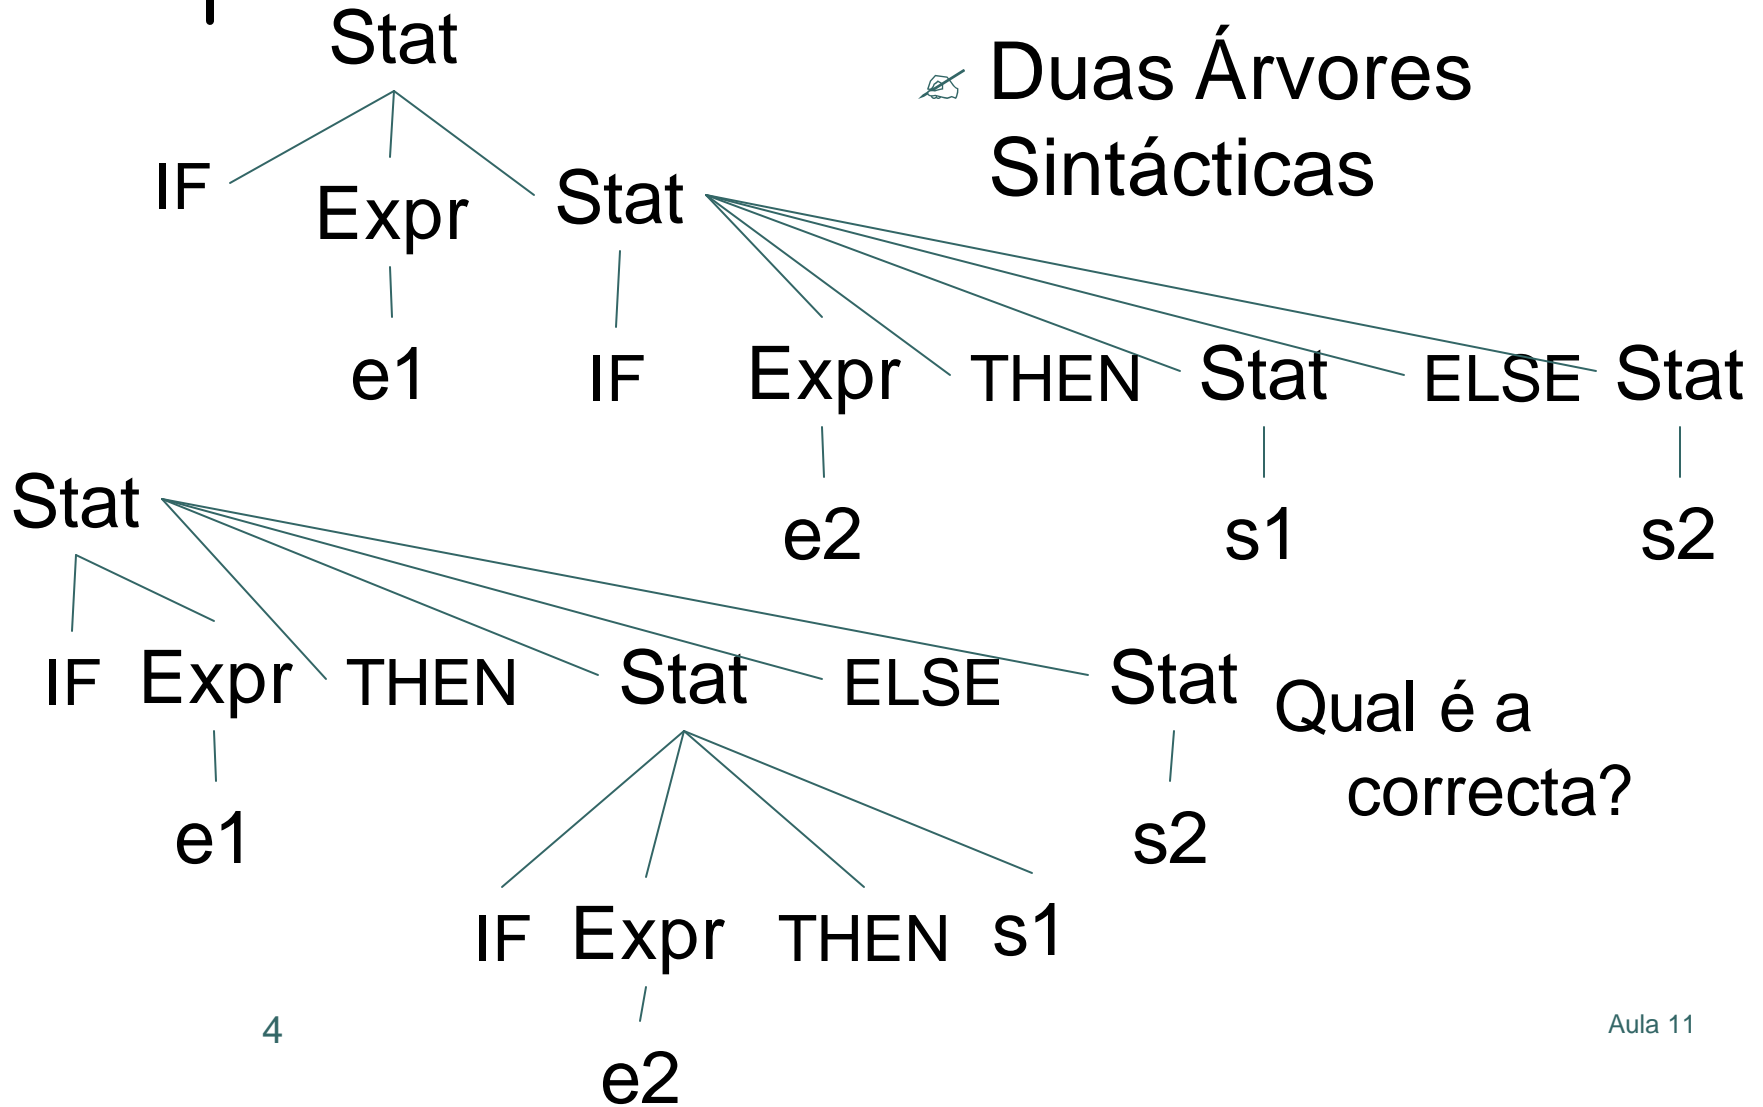 Stat
Duas Árvores
Sintácticas
IF Expr Stat
e1 IF Expr THEN Stat ELSE Stat
e2 s1 s2
Stat
IF Expr THEN Stat ELSE Stat
Qual é a
correcta?
e1 s2
IF Expr THEN s1
e2
4
Aula 11